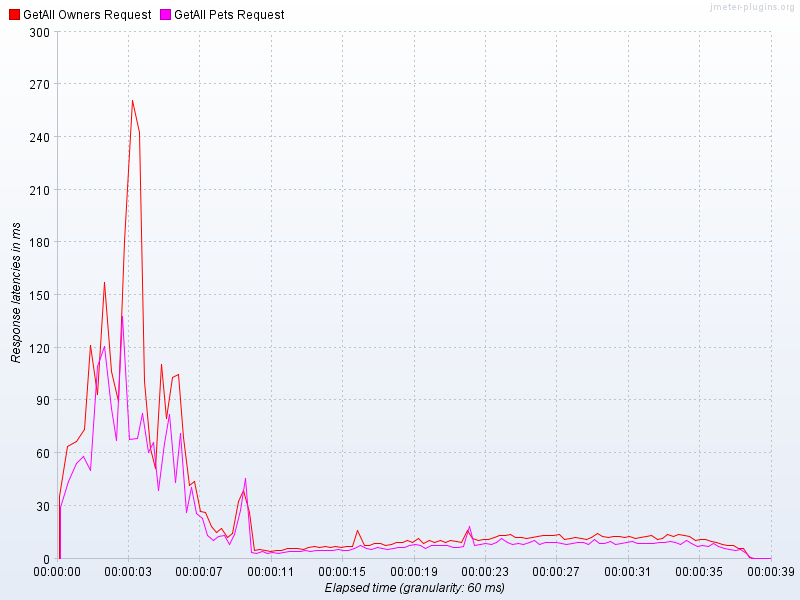 jmeter-plugins.org
GetAll Owners Request GetAll Pets Request
300
270
240
210
180
150
120
90
60
30
0
Response latencies in ms
00:00:00 00:00:03 00:00:07 00:00:11 00:00:15 00:00:19 00:00:23 00:00:27 00:00:31 00:00:35 00:00:39
Elapsed time (granularity: 60 ms)